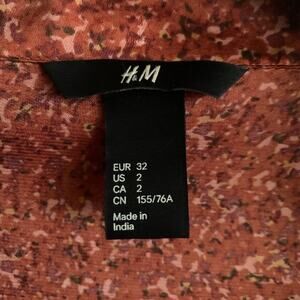 H&M
EUR 32
US 2
CA 2
CN 155/76A
Made in
India